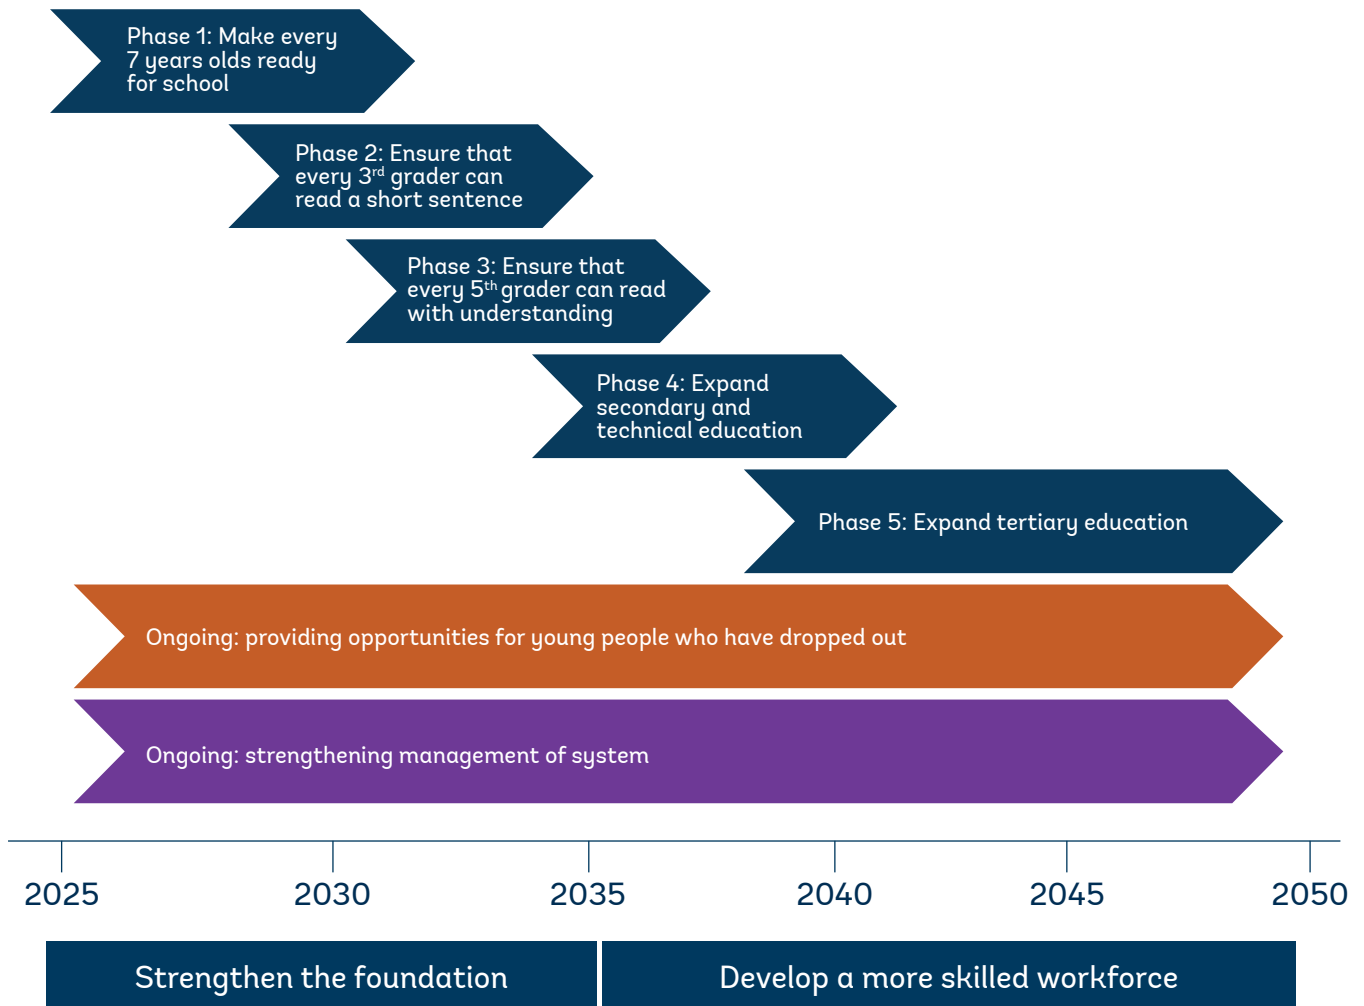 Phase 1: Make every
7 years olds ready
for school
Phase 2: Ensure that
every 3rd grader can
read a short sentence
Phase 3: Ensure that
every 5th grader can read
with understanding
Phase 4: Expand
secondary and
technical education
Phase 5: Expand tertiary education
Ongoing: providing opportunities for young people who have dropped out
Ongoing: strengthening management of system
2025 2030 2035 2040 2045 2050
Strengthen the foundation Develop a more skilled workforce